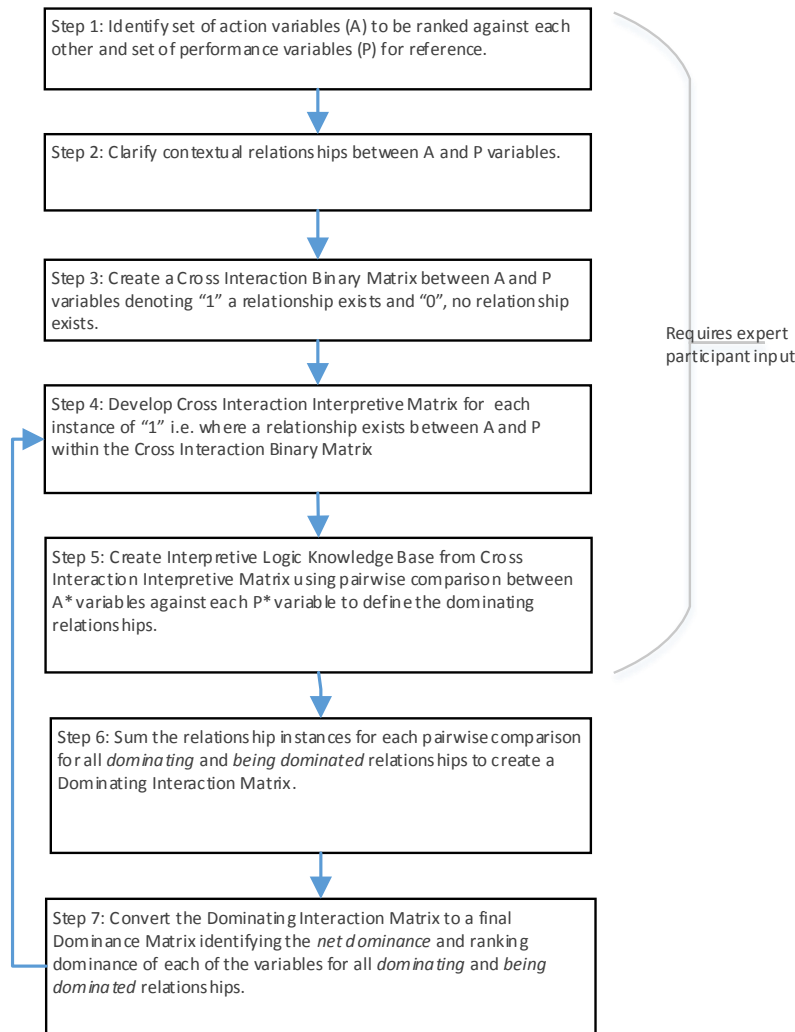 Step 1: Identify set of action variables (A) to be ranked against each
other and set of performance variables (P) for reference.
Step 2: Clarify contextual relationships between A and P variables.
Step 3: Create a Cross Interaction Binary Matrix between A and P
variables denoting “1” a relationship exists and “0”, no relationship
exists.
Requires expert
participant input
Step 4: Develop Cross Interaction Interpretive Matrix for each
instance of “1” i.e. where a relationship exists between A and P
within the Cross Interaction Binary Matrix
Step 5: Create Interpretive Logic Knowledge Base from Cross
Interaction Interpretive Matrix using pairwise comparison between
A* variables against each P* variable to define the dominating
relationships.
Step 6: Sum the relationship instances for each pairwise comparison
for all dominating and being dominated relationships to create a
Dominating Interaction Matrix.
Step 7: Convert the Dominating Interaction Matrix to a final
Dominance Matrix identifying the net dominance and ranking
dominance of each of the variables for all dominating and being
dominated relationships.